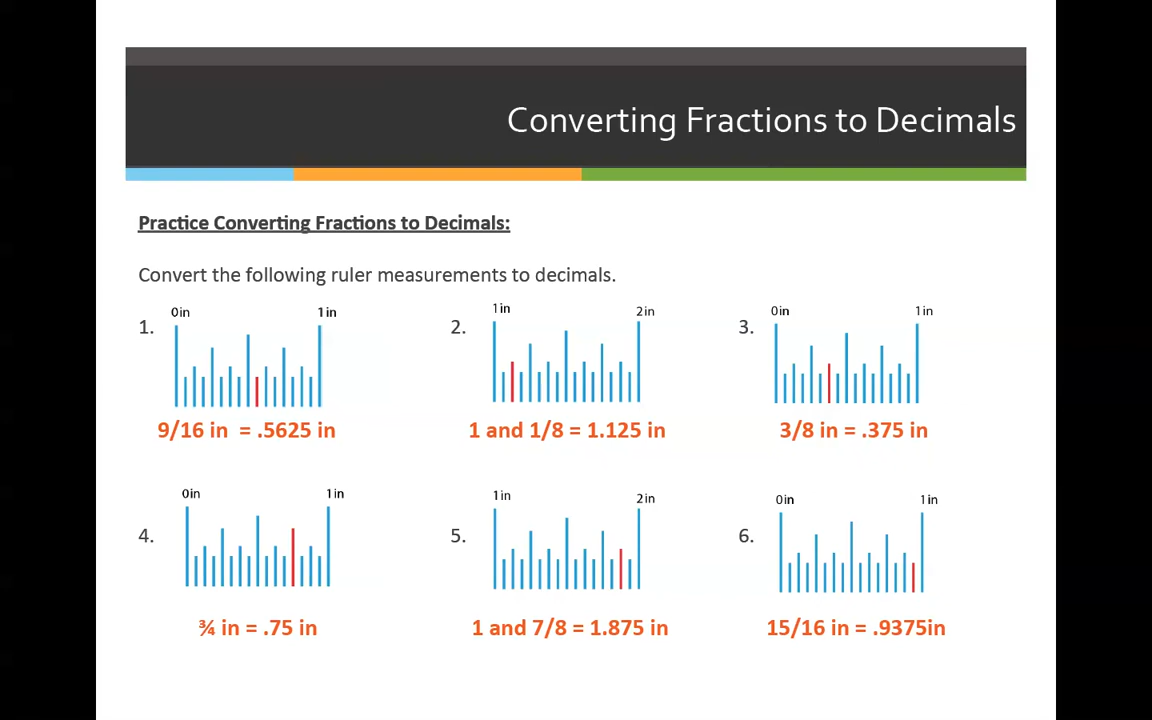 Converting Fractions to Decimals
Practice Converting Fractions to Decimals:
Convert the following ruler measurements to decimals.
1.
0in
1in
9/16 in = .5625 in
2.
1in
2in
1 and 1/8 = 1.125 in
3.
0in
1in
3/8 in = .375 in
4.
0in
1in
¾ in = .75 in
5.
1in
2in
1 and 7/8 = 1.875 in
6.
0in
1in
15/16 in = .9375in